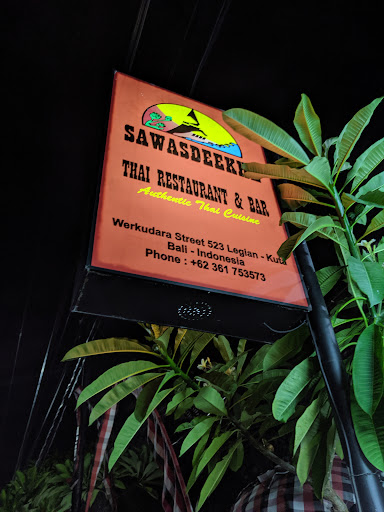 SAWASDEEKA
THAI RESTAURANT & BAR
Authentic Thai Cuisine
Werkudara Street 523 Legian - Kuta
Bali - Indonesia
Phone : +62 361 753573